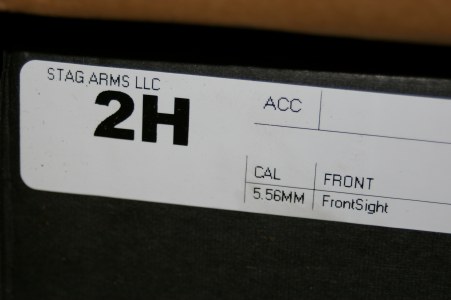 STAG ARMS LLC
2H
ACC
CAL FRONT
5.56MM FrontSight